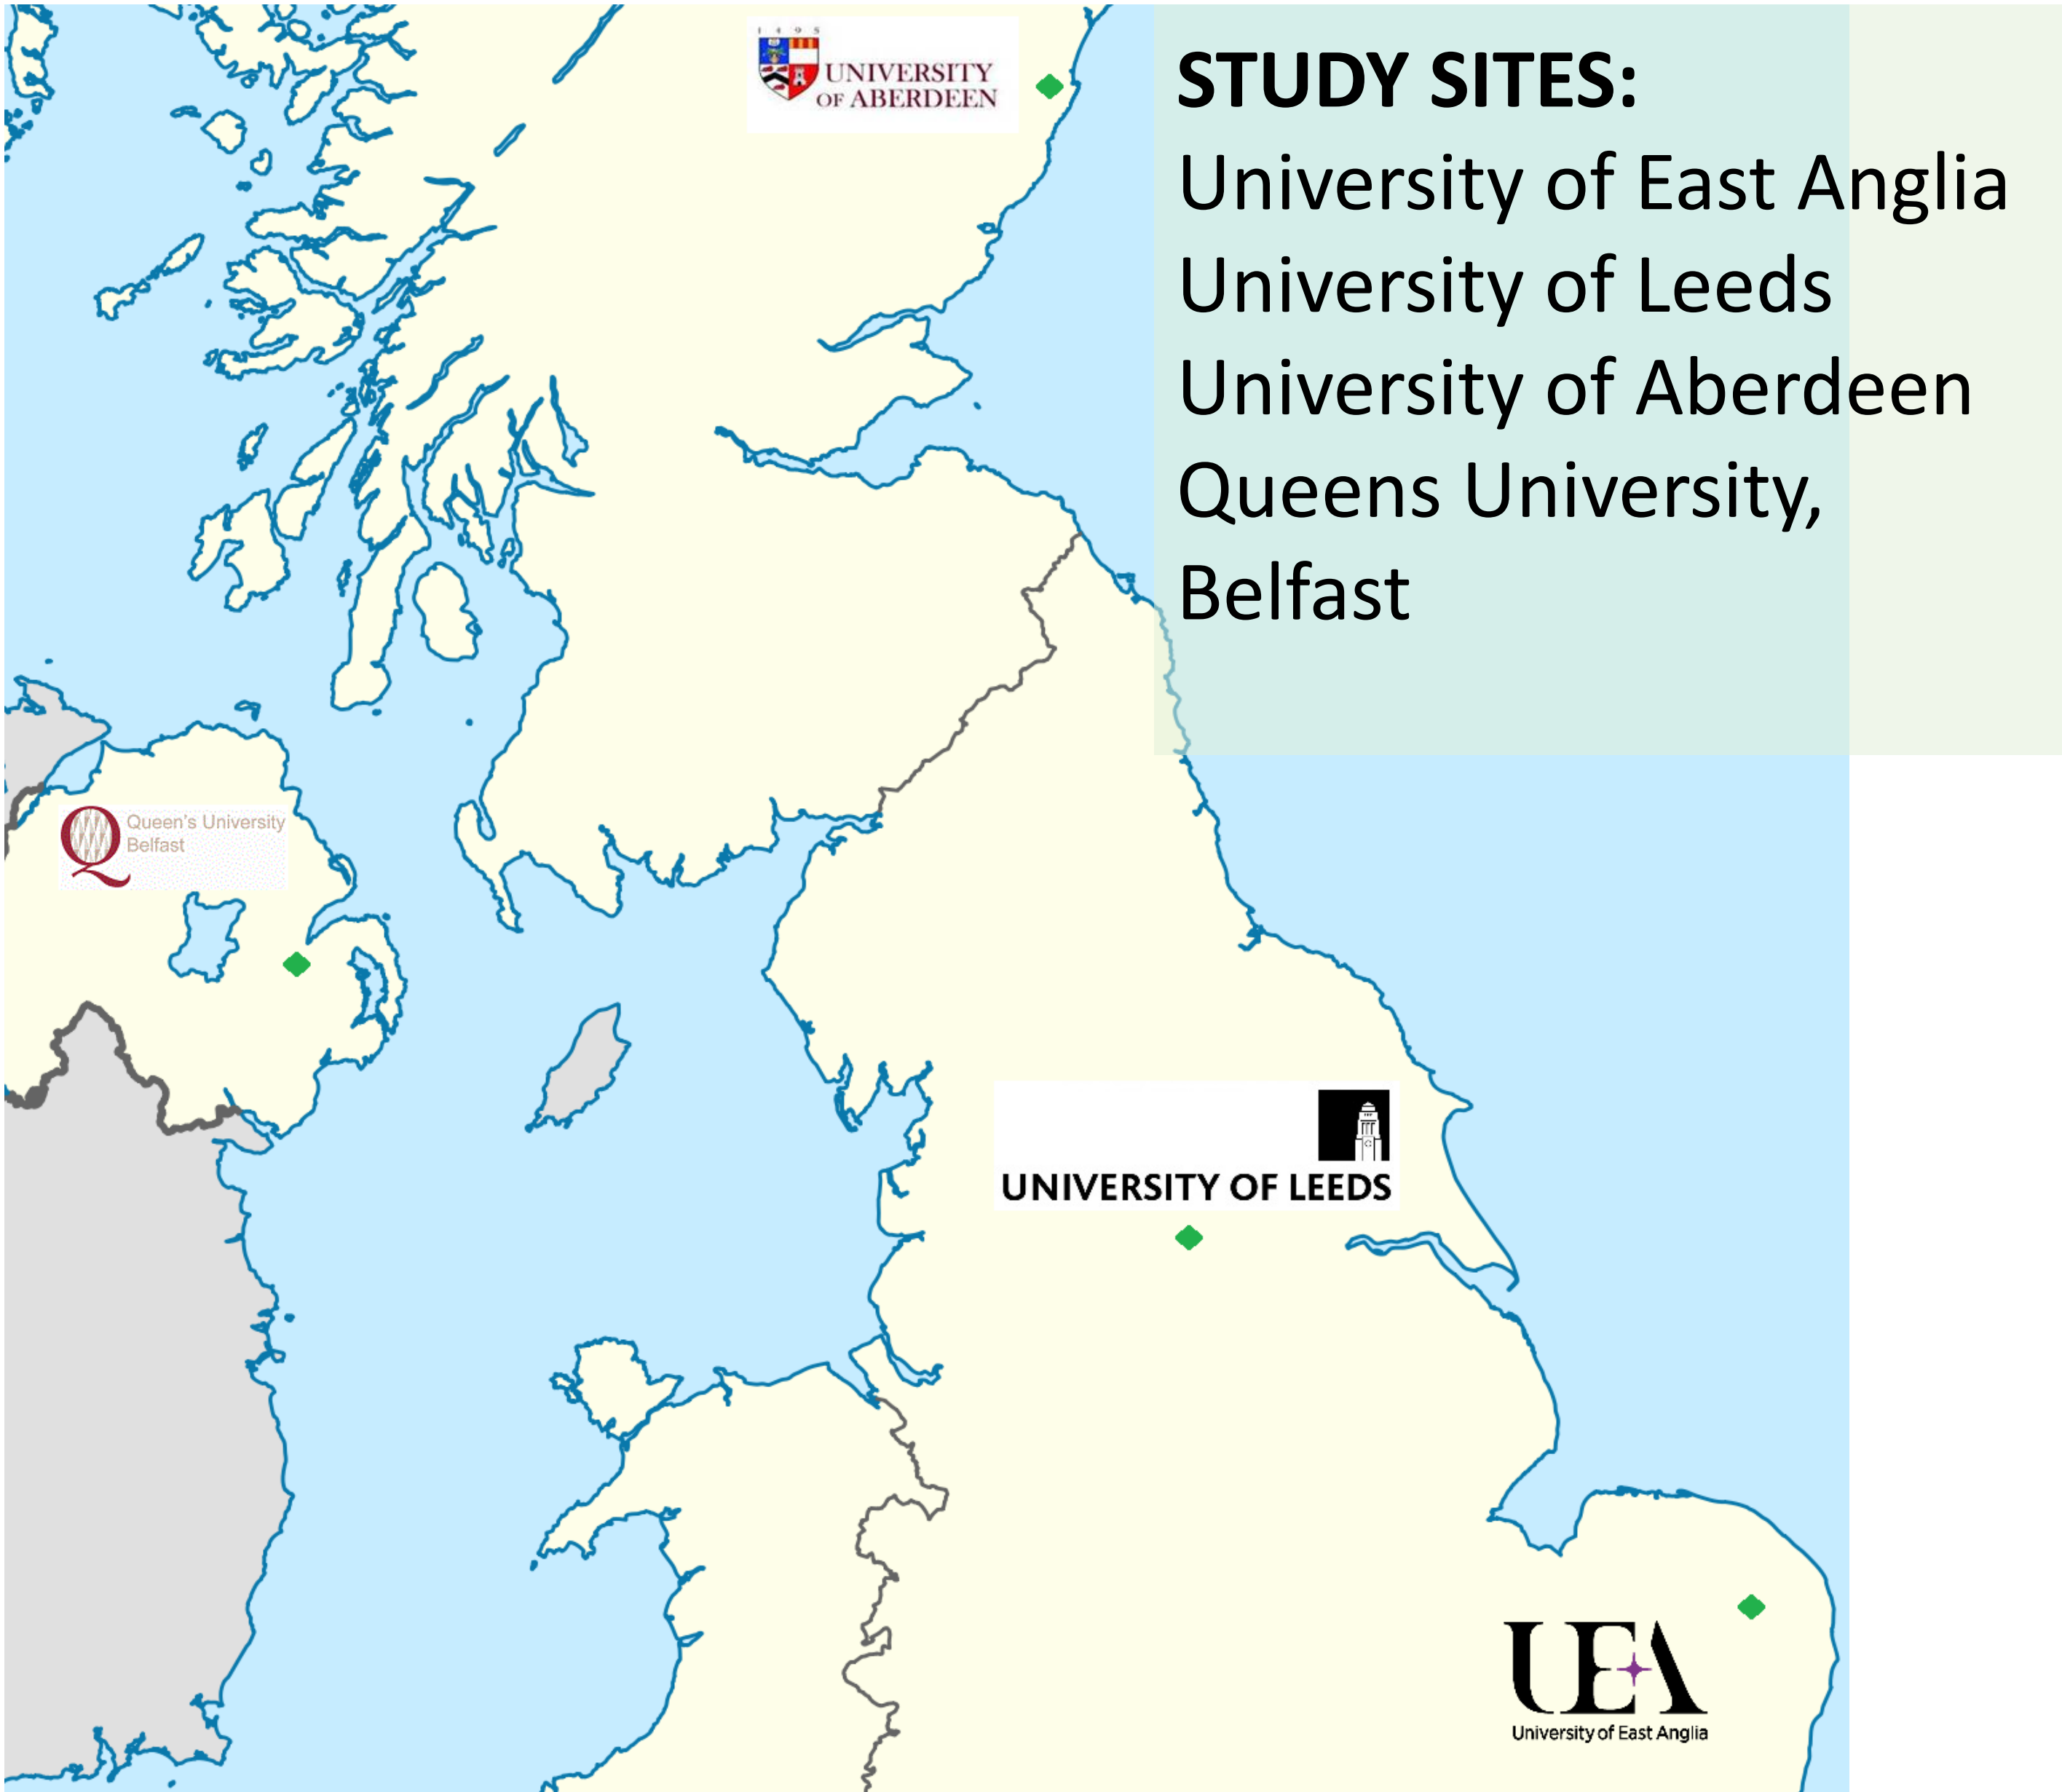 1495
UNIVERSITY
OF ABERDEEN
STUDY SITES:
University of East Anglia
University of Leeds
University of Aberdeen
Queens University,
Belfast
Queen's University
Belfast
UNIVERSITY OF LEEDS
UEA
University of East Anglia